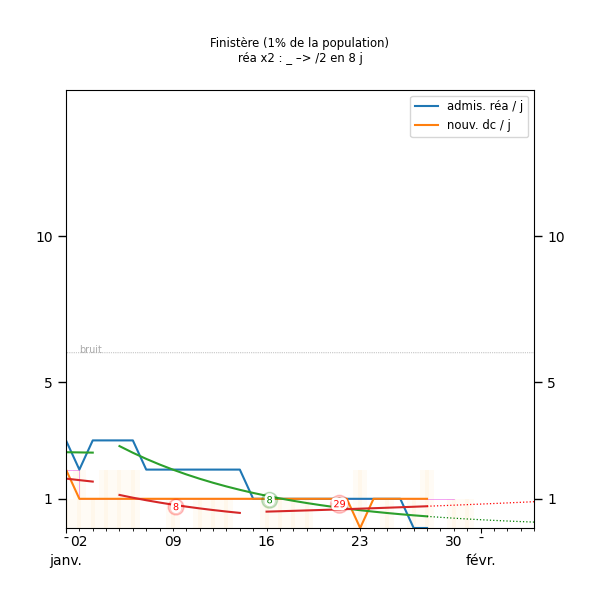 Finistère (1% de la population)
réa x2 : _ –> /2 en 8 j
admis. réa / j
nouv. dc / j
10
10
bruit
5
5
8
8
29
1
1
02
09
16
23
30
janv.
févr.